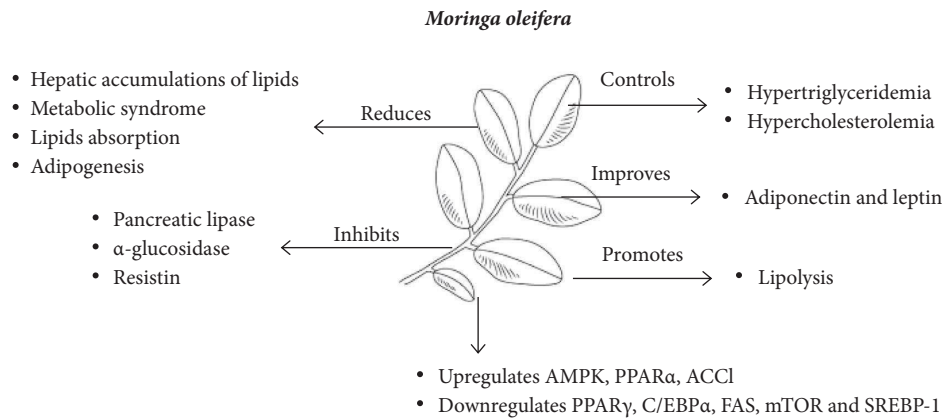 Moringa oleifera
• Hepatic accumulations of lipids
• Metabolic syndrome
• Lipids absorption
• Adipogenesis
Reduces
Controls
• Hypertriglyceridemia
• Hypercholesterolemia
Improves
• Adiponectin and leptin
• Pancreatic lipase
• α-glucosidase
• Resistin
Inhibits
Promotes
• Lipolysis
• Upregulates AMPK, PPARα, ACCl
• Downregulates PPARγ, C/EBPα, FAS, mTOR and SREBP-1